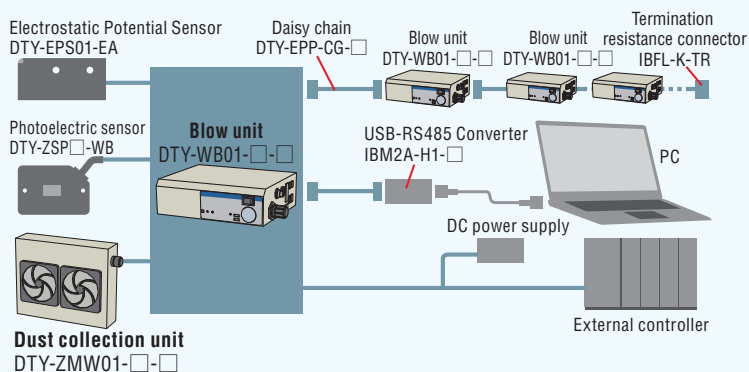 Electrostatic Potential Sensor
DTY-EPS01-EA
Daisy chain
DTY-EPP-CG-□
Blow unit
DTY-WB01-□-□
Blow unit
DTY-WB01-□-□
Termination
resistance connector
IBFL-K-TR
Photoelectric sensor
DTY-ZSP□-WB
Blow unit
DTY-WB01-□-□
USB-RS485 Converter
IBM2A-H1-□
PC
DC power supply
External controller
Dust collection unit
DTY-ZMW01-□-□